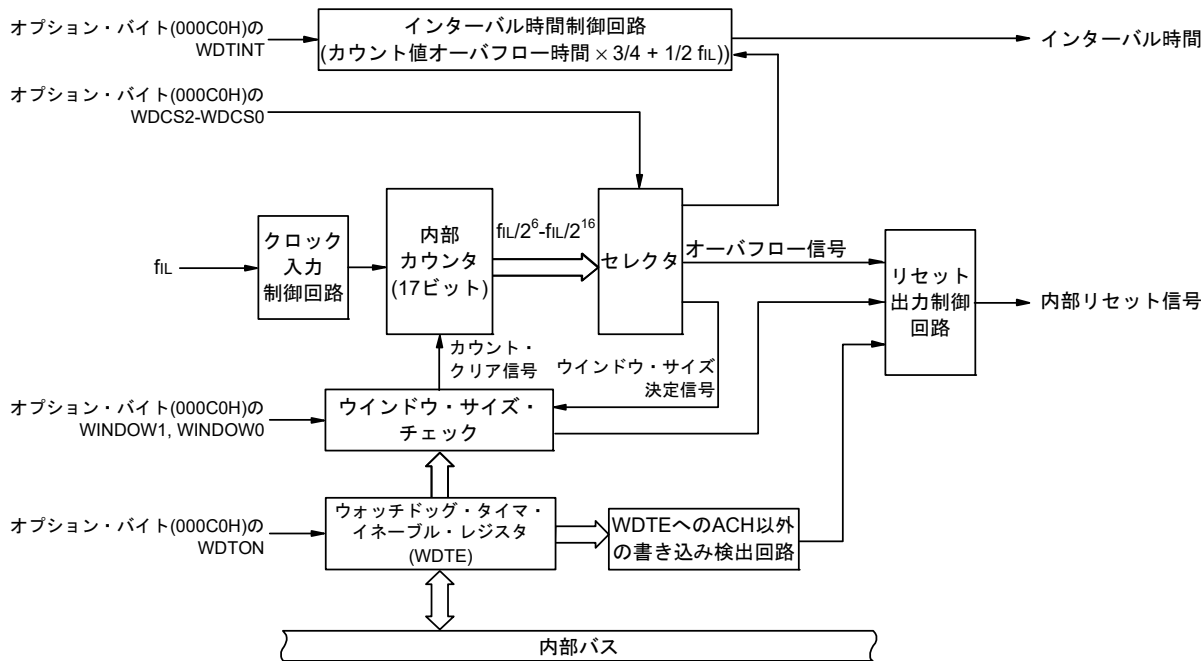 オプション・バイト(000C0H)の
WDTINT
インターバル時間制御回路
(カウント値オーバフロー時間 × 3/4 + 1/2 fIL))
インターバル時間
オプション・バイト(000C0H)の
WDCS2-WDCS0
fIL
クロック
入力
制御回路
内部
カウンタ
(17ビット)
fIL/2^6-fIL/2^16
セレクタ
オーバフロー信号
リセット
出力制御
回路
内部リセット信号
カウント・
クリア信号
ウインドウ・サイズ
決定信号
オプション・バイト(000C0H)の
WINDOW1, WINDOW0
ウインドウ・サイズ・
チェック
オプション・バイト(000C0H)の
WDTON
ウォッチドッグ・タイマ・
イネーブル・レジスタ
(WDTE)
WDTEへのACH以外
の書き込み検出回路
内部バス